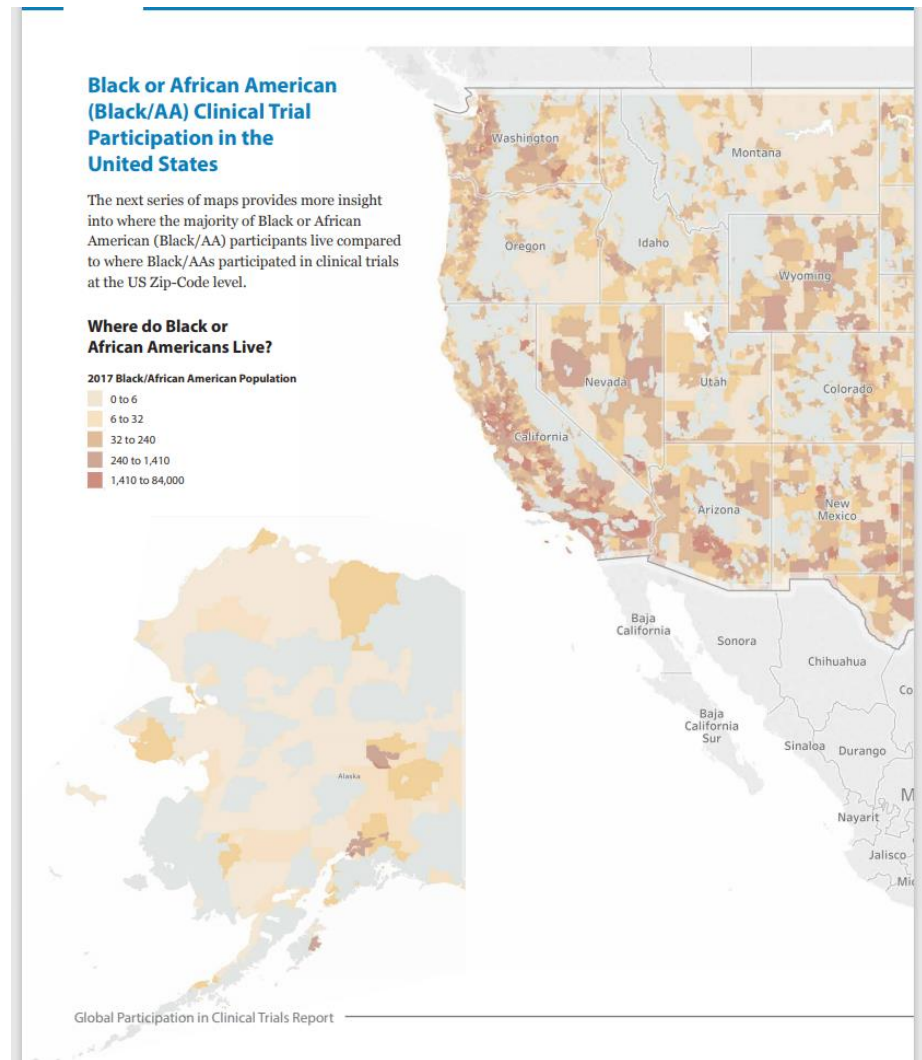 Black or African American
(Black/AA) Clinical Trial
Participation in the
United States
The next series of maps provides more insight
into where the majority of Black or African
American (Black/AA) participants live compared
to where Black/AAs participated in clinical trials
at the US Zip-Code level.
Where do Black or
African Americans Live?
2017 Black/African American Population
0 to 6
6 to 32
32 to 240
240 to 1,410
1,410 to 84,000
Washington
Montana
Oregon
Idaho
Wyoming
Nevada
Utah
Colorado
California
Arizona
New
Mexico
Baja
California
Sonora
Chihuahua
Co
Baja
California
Sur
Sinaloa
Durango
M
Nayarit
Jalisco
Mic
Alaska
Global Participation in Clinical Trials Report